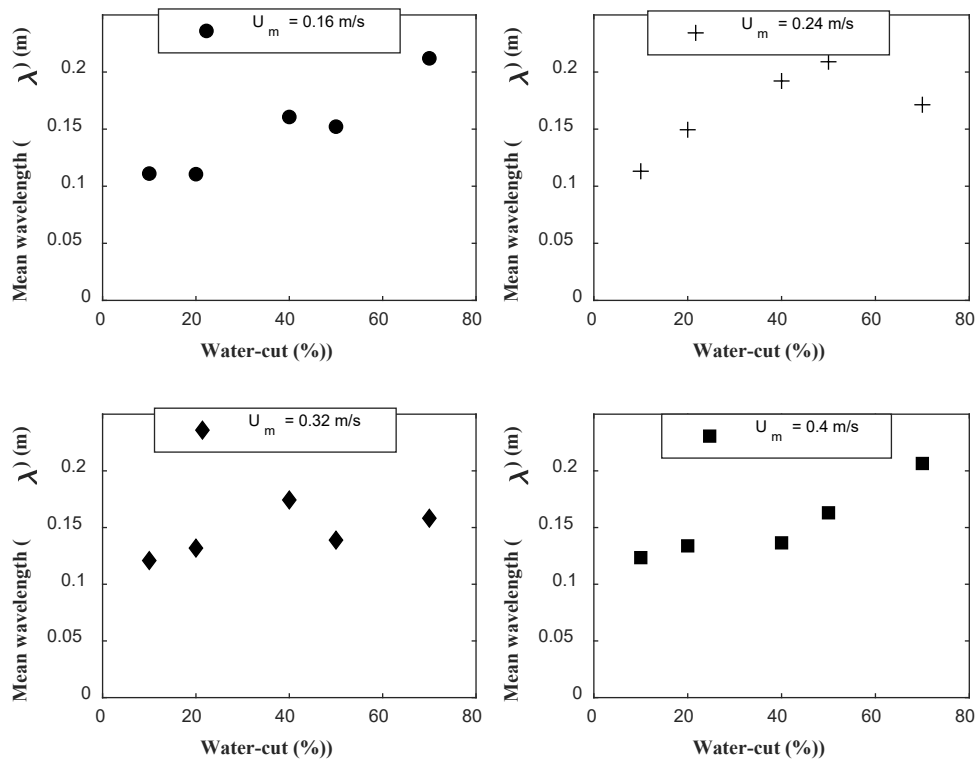 U m = 0.16 m/s
Mean wavelength (λ) (m)
0.2
0.15
0.1
0.05
0
0 20 40 60 80
Water-cut (%))
U m = 0.24 m/s
Mean wavelength (λ) (m)
0.2
0.15
0.1
0.05
0
0 20 40 60 80
Water-cut (%))
U m = 0.32 m/s
Mean wavelength (λ) (m)
0.2
0.15
0.1
0.05
0
0 20 40 60 80
Water-cut (%))
U m = 0.4 m/s
Mean wavelength (λ) (m)
0.2
0.15
0.1
0.05
0
0 20 40 60 80
Water-cut (%))